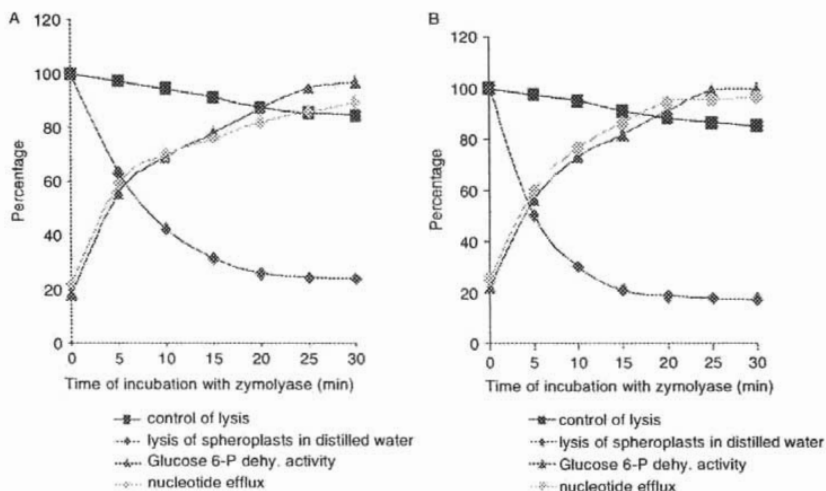 A
120
100
80
60
40
20
0
Percentage
0 5 10 15 20 25 30
Time of incubation with zymolyase (min)
control of lysis
lysis of spheroplasts in distilled water
Glucose 6-P dehy. activity
nucleotide efflux
B
120
100
80
60
40
20
0
Percentage
0 5 10 15 20 25 30
Time of incubation with zymolyase (min)
control of lysis
lysis of spheroplasts in distilled water
Glucose 6-P dehy. activity
nucleotide efflux